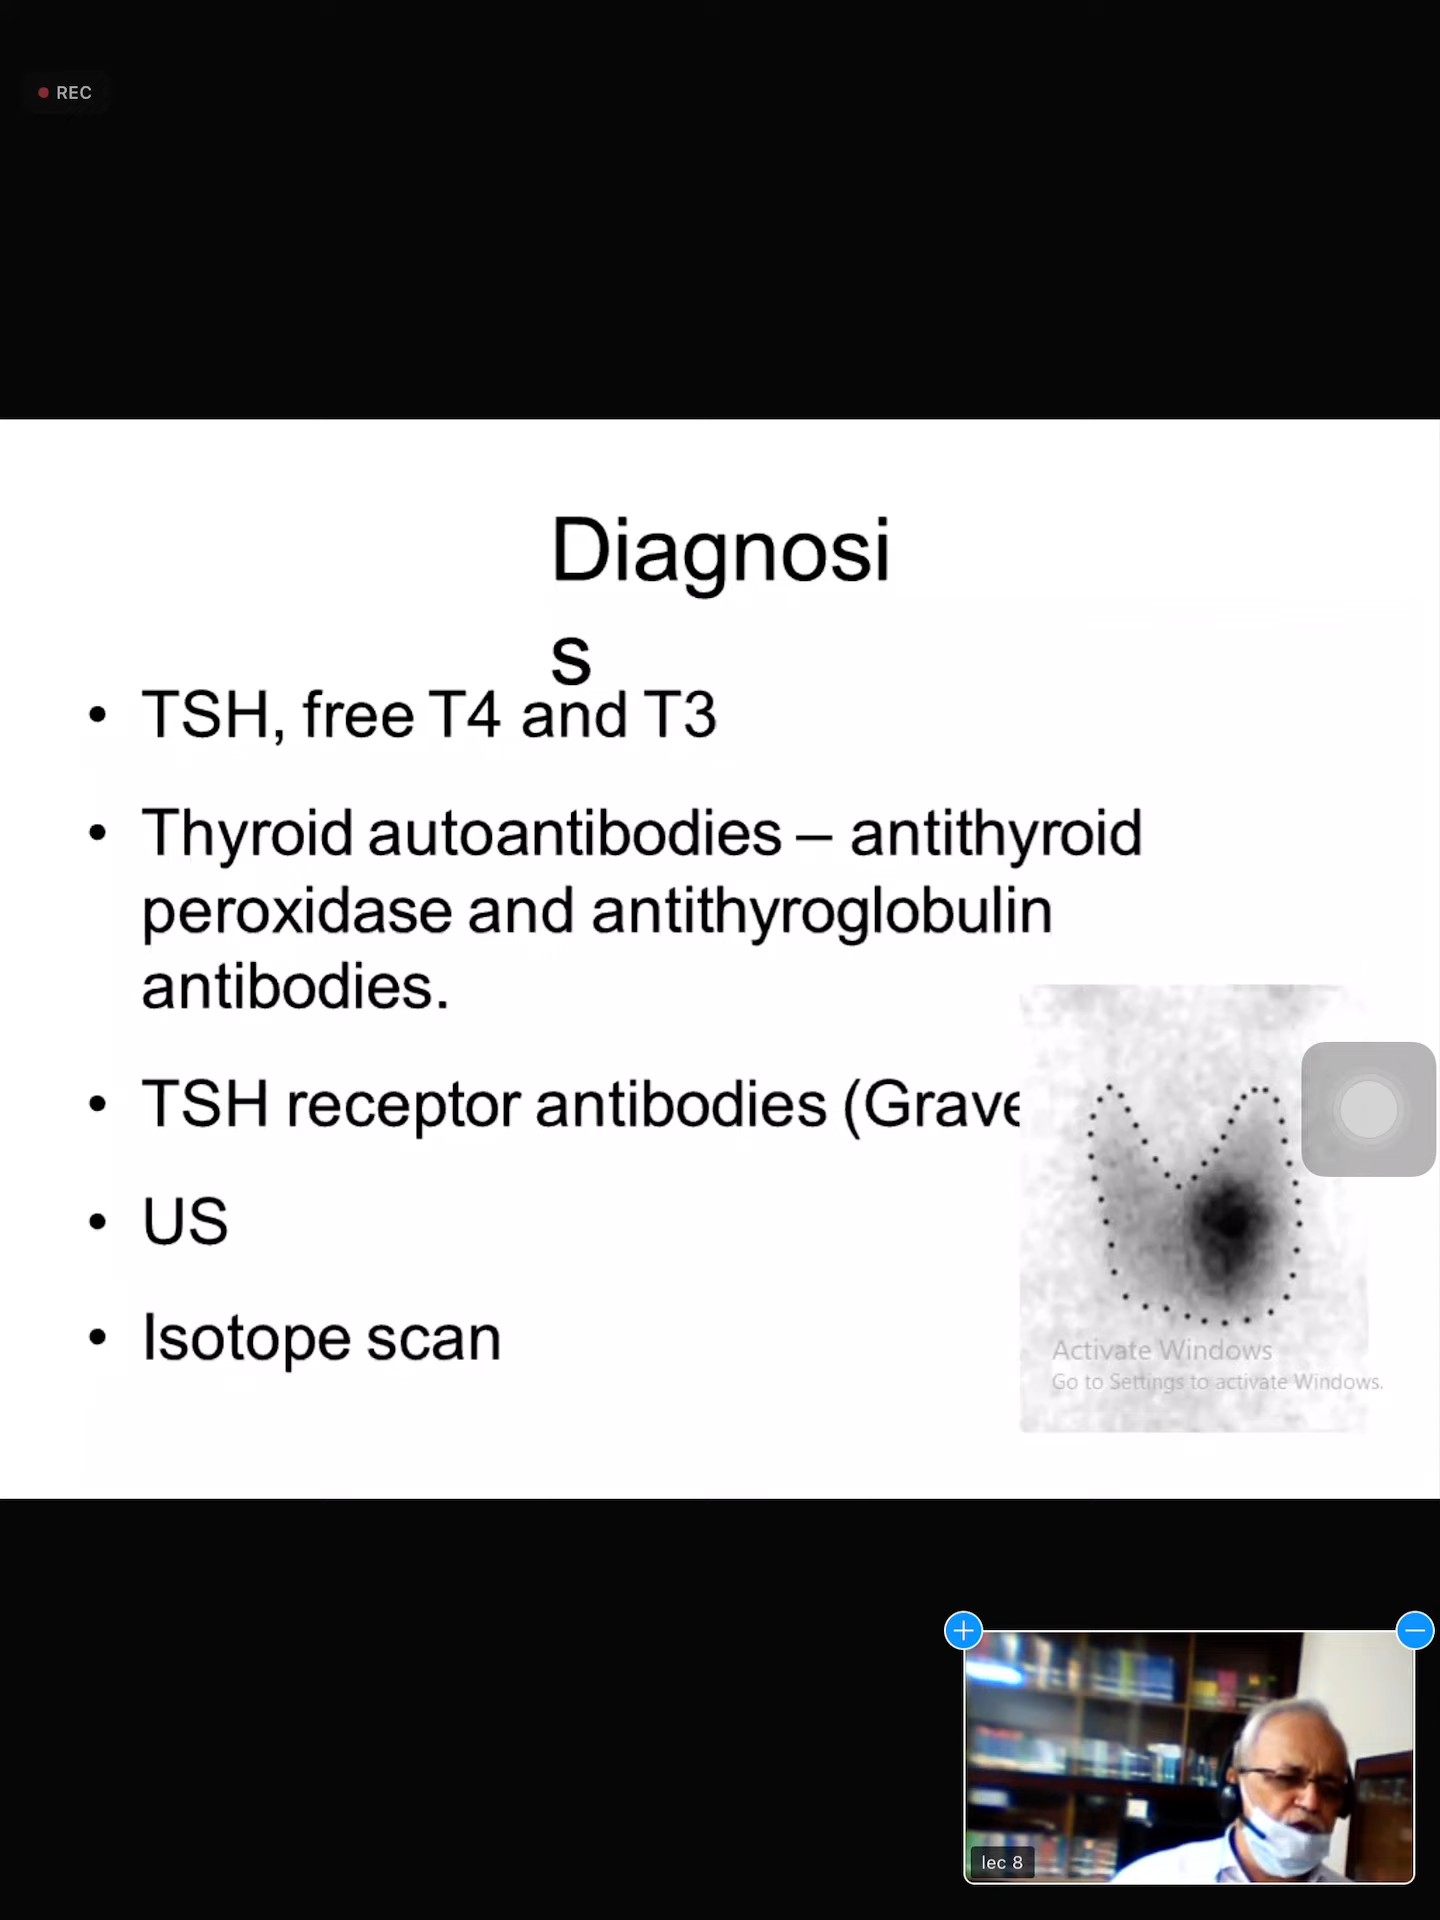 REC
Diagnosi
s
• TSH, free T4 and T3
• Thyroid autoantibodies – antithyroid
peroxidase and antithyroglobulin
antibodies.
• TSH receptor antibodies (Grave
• US
• Isotope scan
Activate Windows
Go to Settings to activate Windows.
lec 8